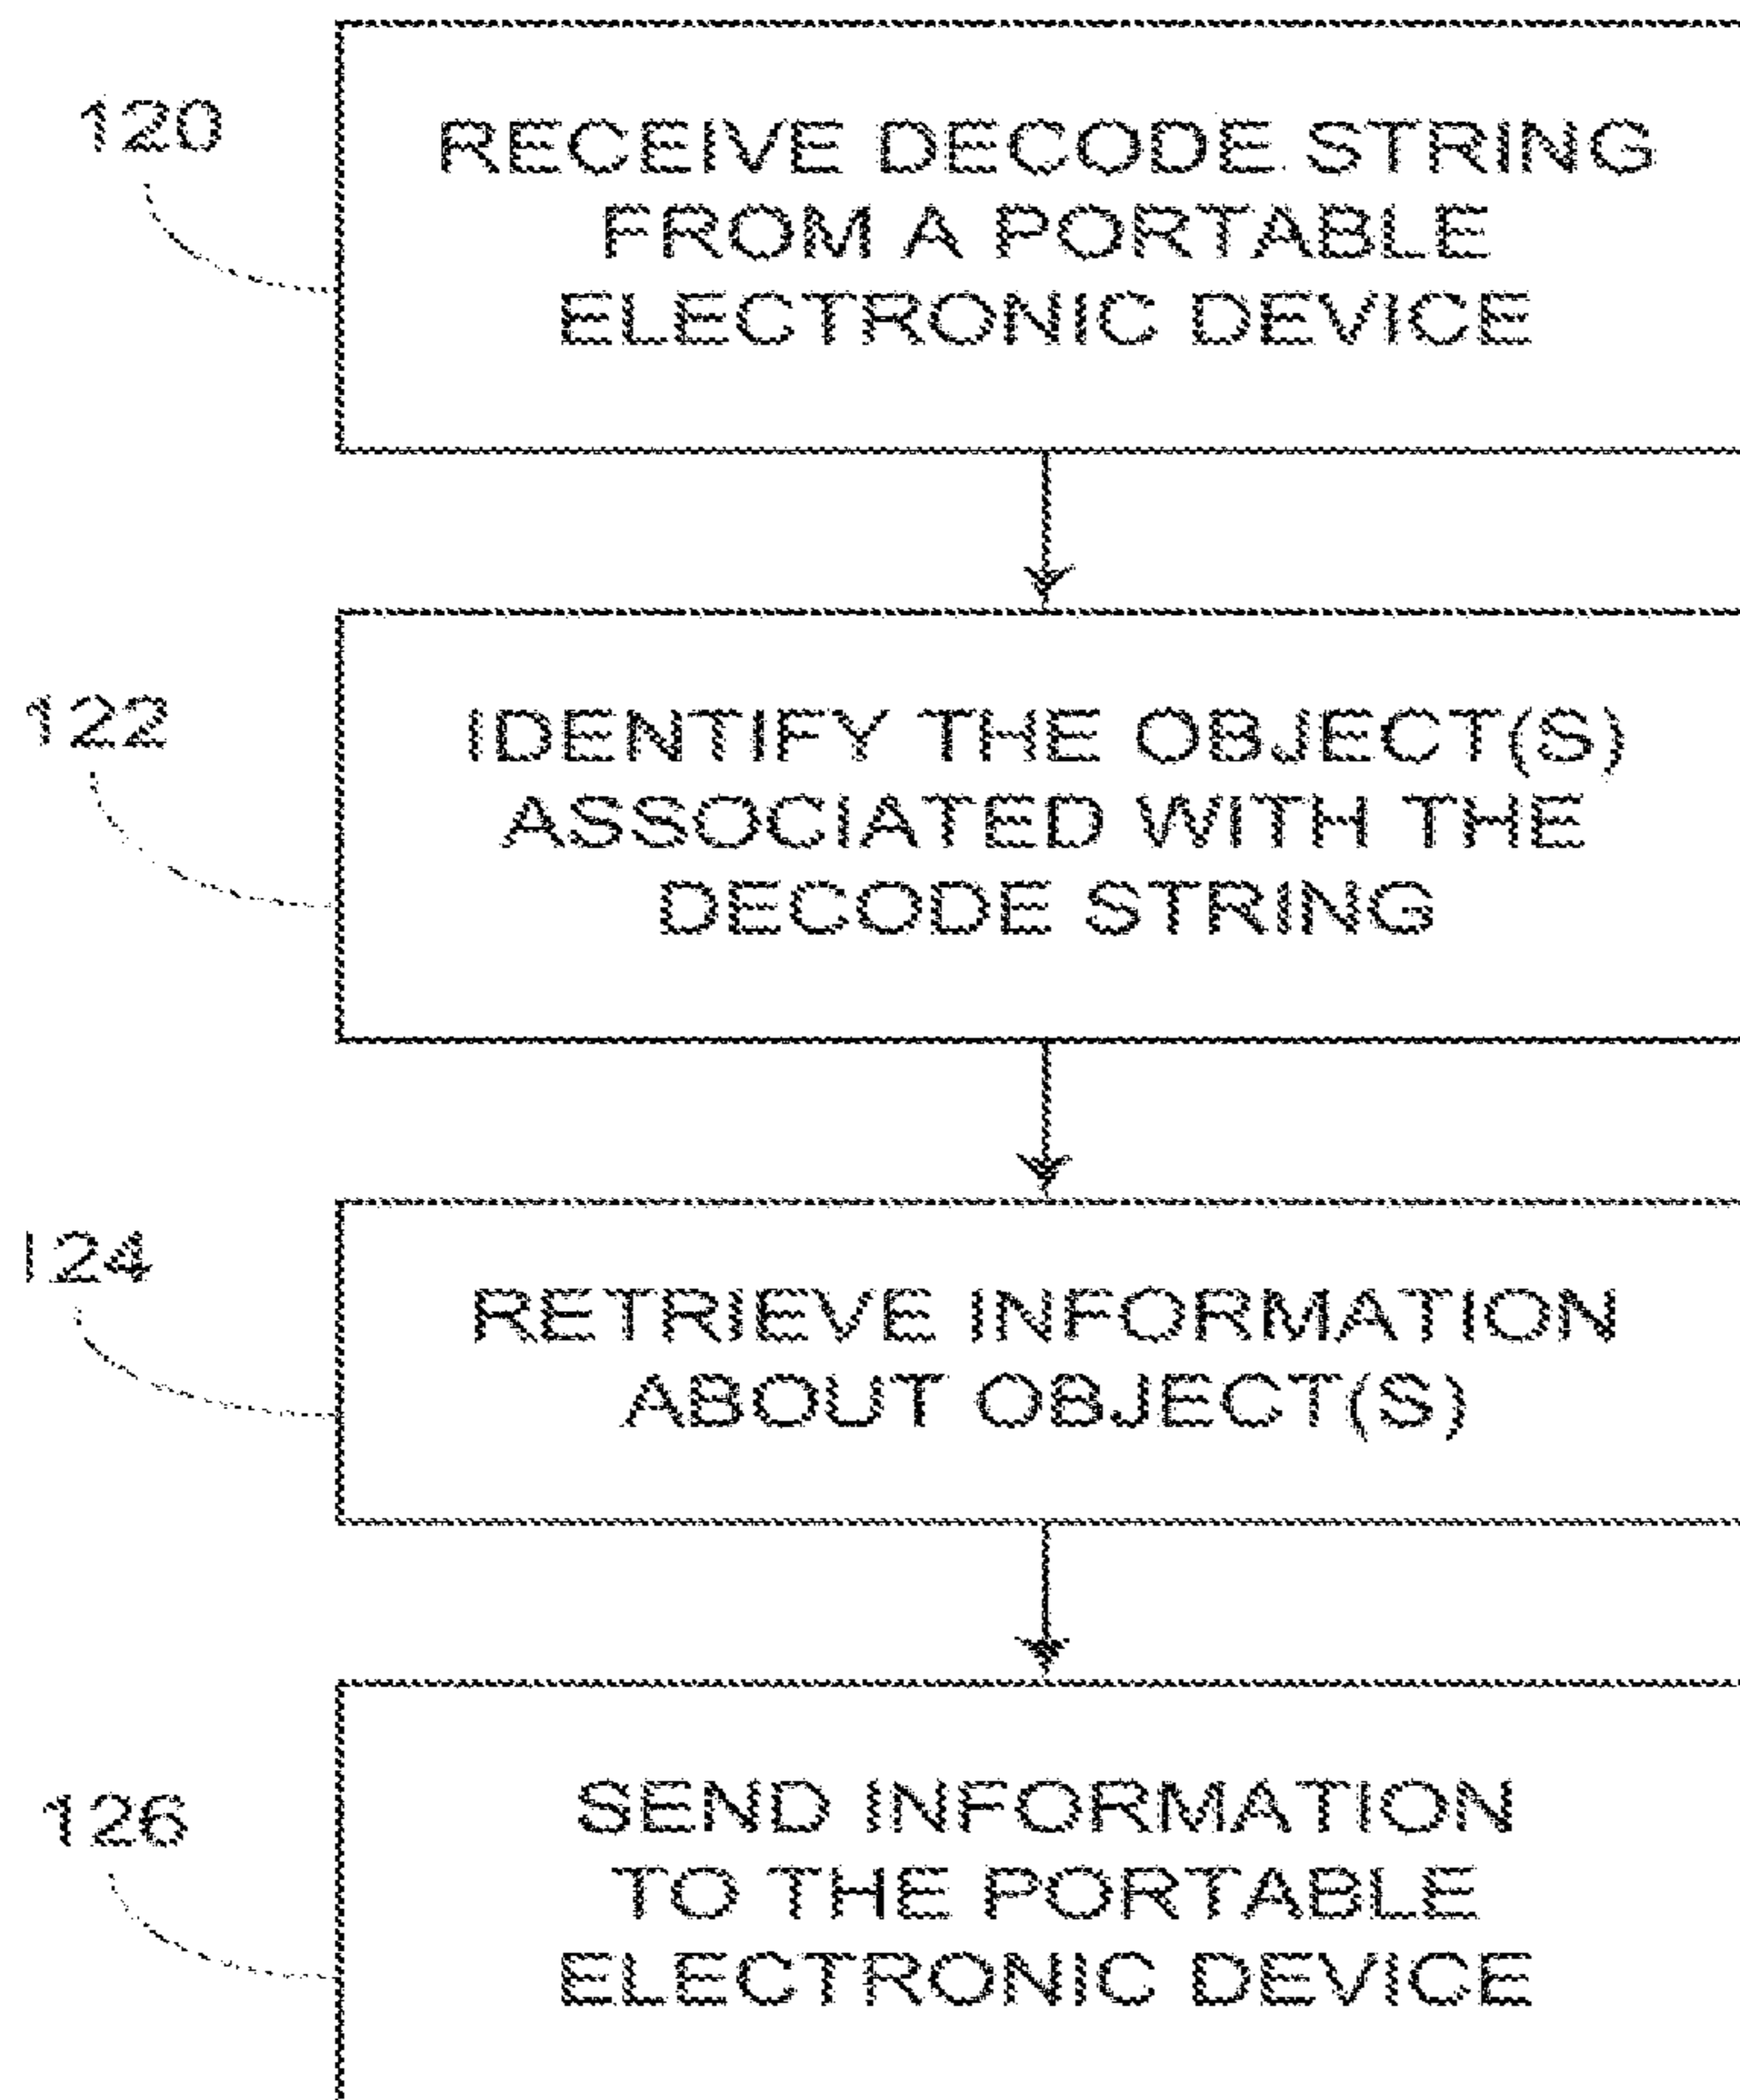 120
RECEIVE DECODE STRING
FROM A PORTABLE
ELECTRONIC DEVICE
122
IDENTIFY THE OBJECT(S)
ASSOCIATED WITH THE
DECODE STRING
124
RETRIEVE INFORMATION
ABOUT OBJECT(S)
126
SEND INFORMATION
TO THE PORTABLE
ELECTRONIC DEVICE